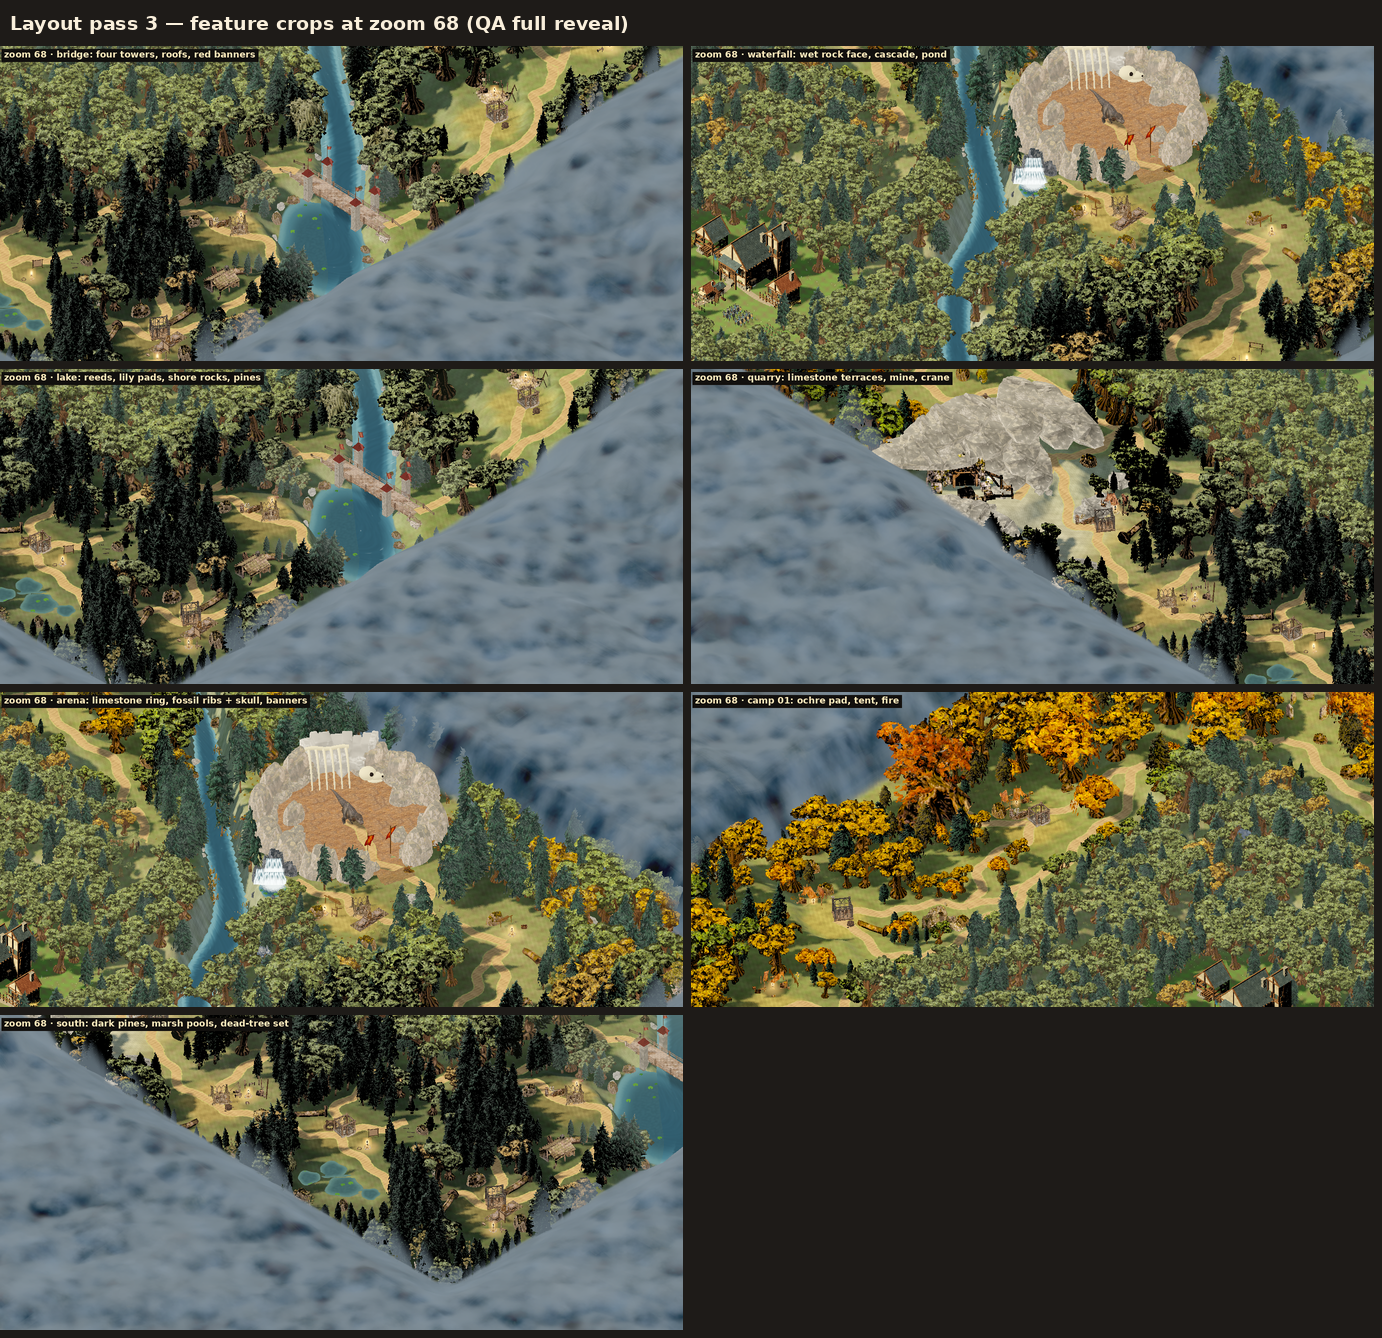 Layout pass 3 — feature crops at zoom 68 (QA full reveal)
zoom 68 · bridge: four towers, roofs, red banners
zoom 68 · waterfall: wet rock face, cascade, pond
zoom 68 · lake: reeds, lily pads, shore rocks, pines
zoom 68 · quarry: limestone terraces, mine, crane
zoom 68 · arena: limestone ring, fossil ribs + skull, banners
zoom 68 · camp 01: ochre pad, tent, fire
zoom 68 · south: dark pines, marsh pools, dead-tree set